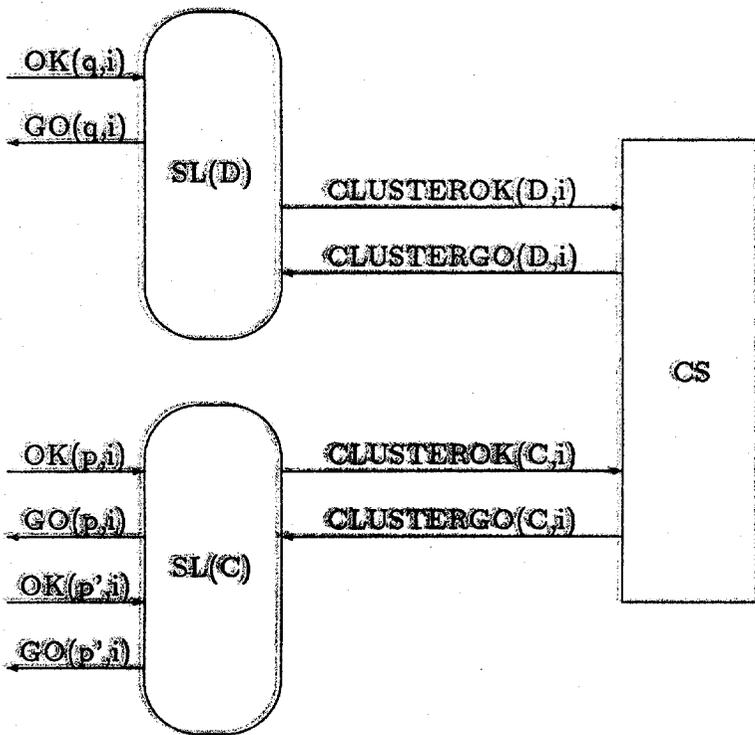 OK(q,i)
GO(q,i)
SL(D)
CLUSTEROK(D,i)
CLUSTERGO(D,i)
CS
OK(p,i)
GO(p,i)
OK(p',i)
GO(p',i)
SL(C)
CLUSTEROK(C,i)
CLUSTERGO(C,i)